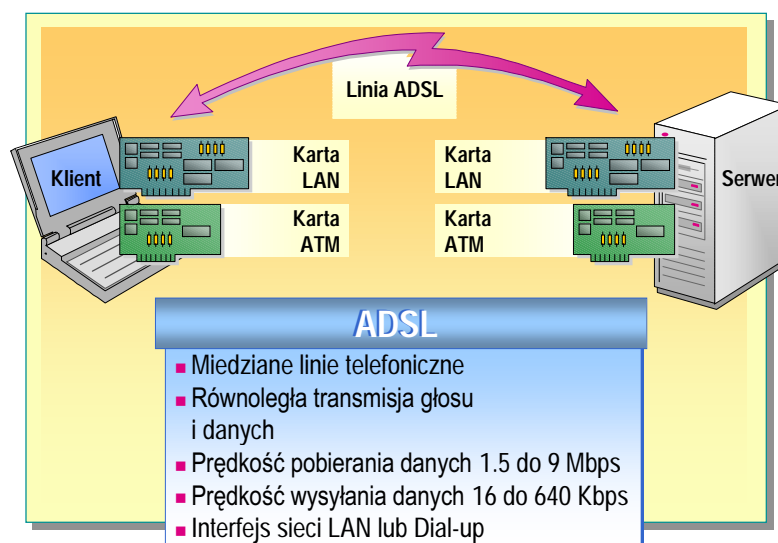 Linia ADSL
Klient
Karta
LAN
Karta
LAN
Serwer
Karta
ATM
Karta
ATM
ADSL
Miedziane linie telefoniczne
Równoległa transmisja głosu
i danych
Prędkość pobierania danych 1.5 do 9 Mbps
Prędkość wysyłania danych 16 do 640 Kbps
Interfejs sieci LAN lub Dial-up